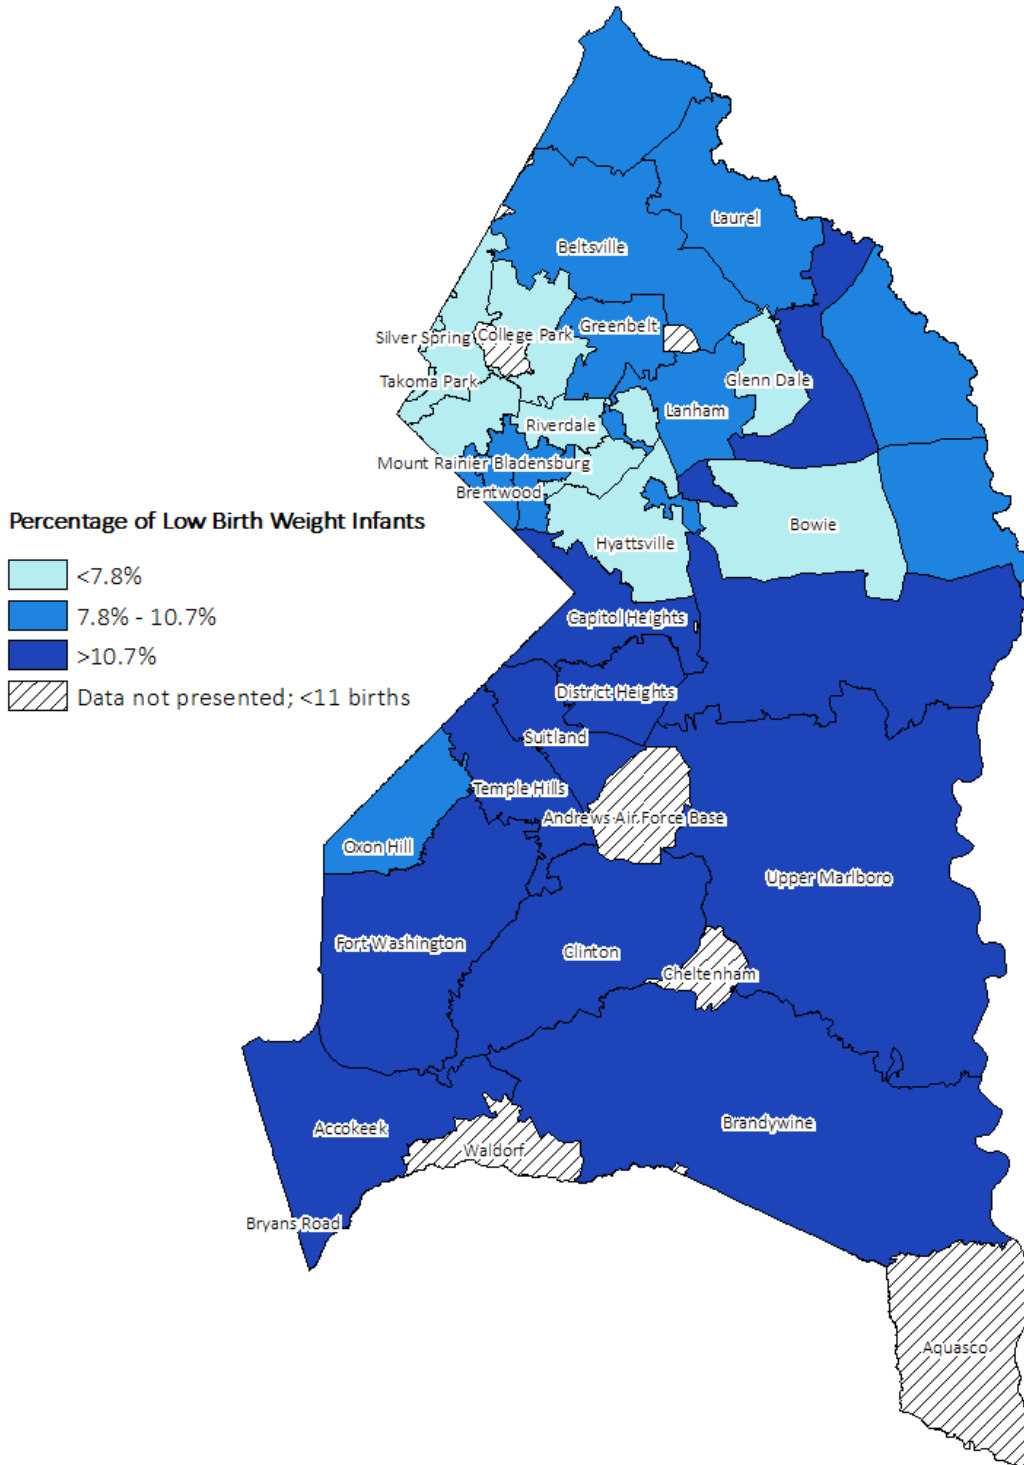 Laurel
Beltsville
Greenbelt
Silver Spring
College Park
Takoma Park
Glenn Dale
Lanham
Riverdale
Mount Rainier
Bladensburg
Brentwood
Percentage of Low Birth Weight Infants
<7.8%
7.8% - 10.7%
>10.7%
Data not presented; <11 births
Bowie
Hyattsville
Capitol Heights
District Heights
Suitland
Temple Hills
Andrews Air Force Base
Oxon Hill
Upper Marlboro
Fort Washington
Clinton
Cheltenham
Accokeek
Brandywine
Waldorf
Bryans Road
Aquasco